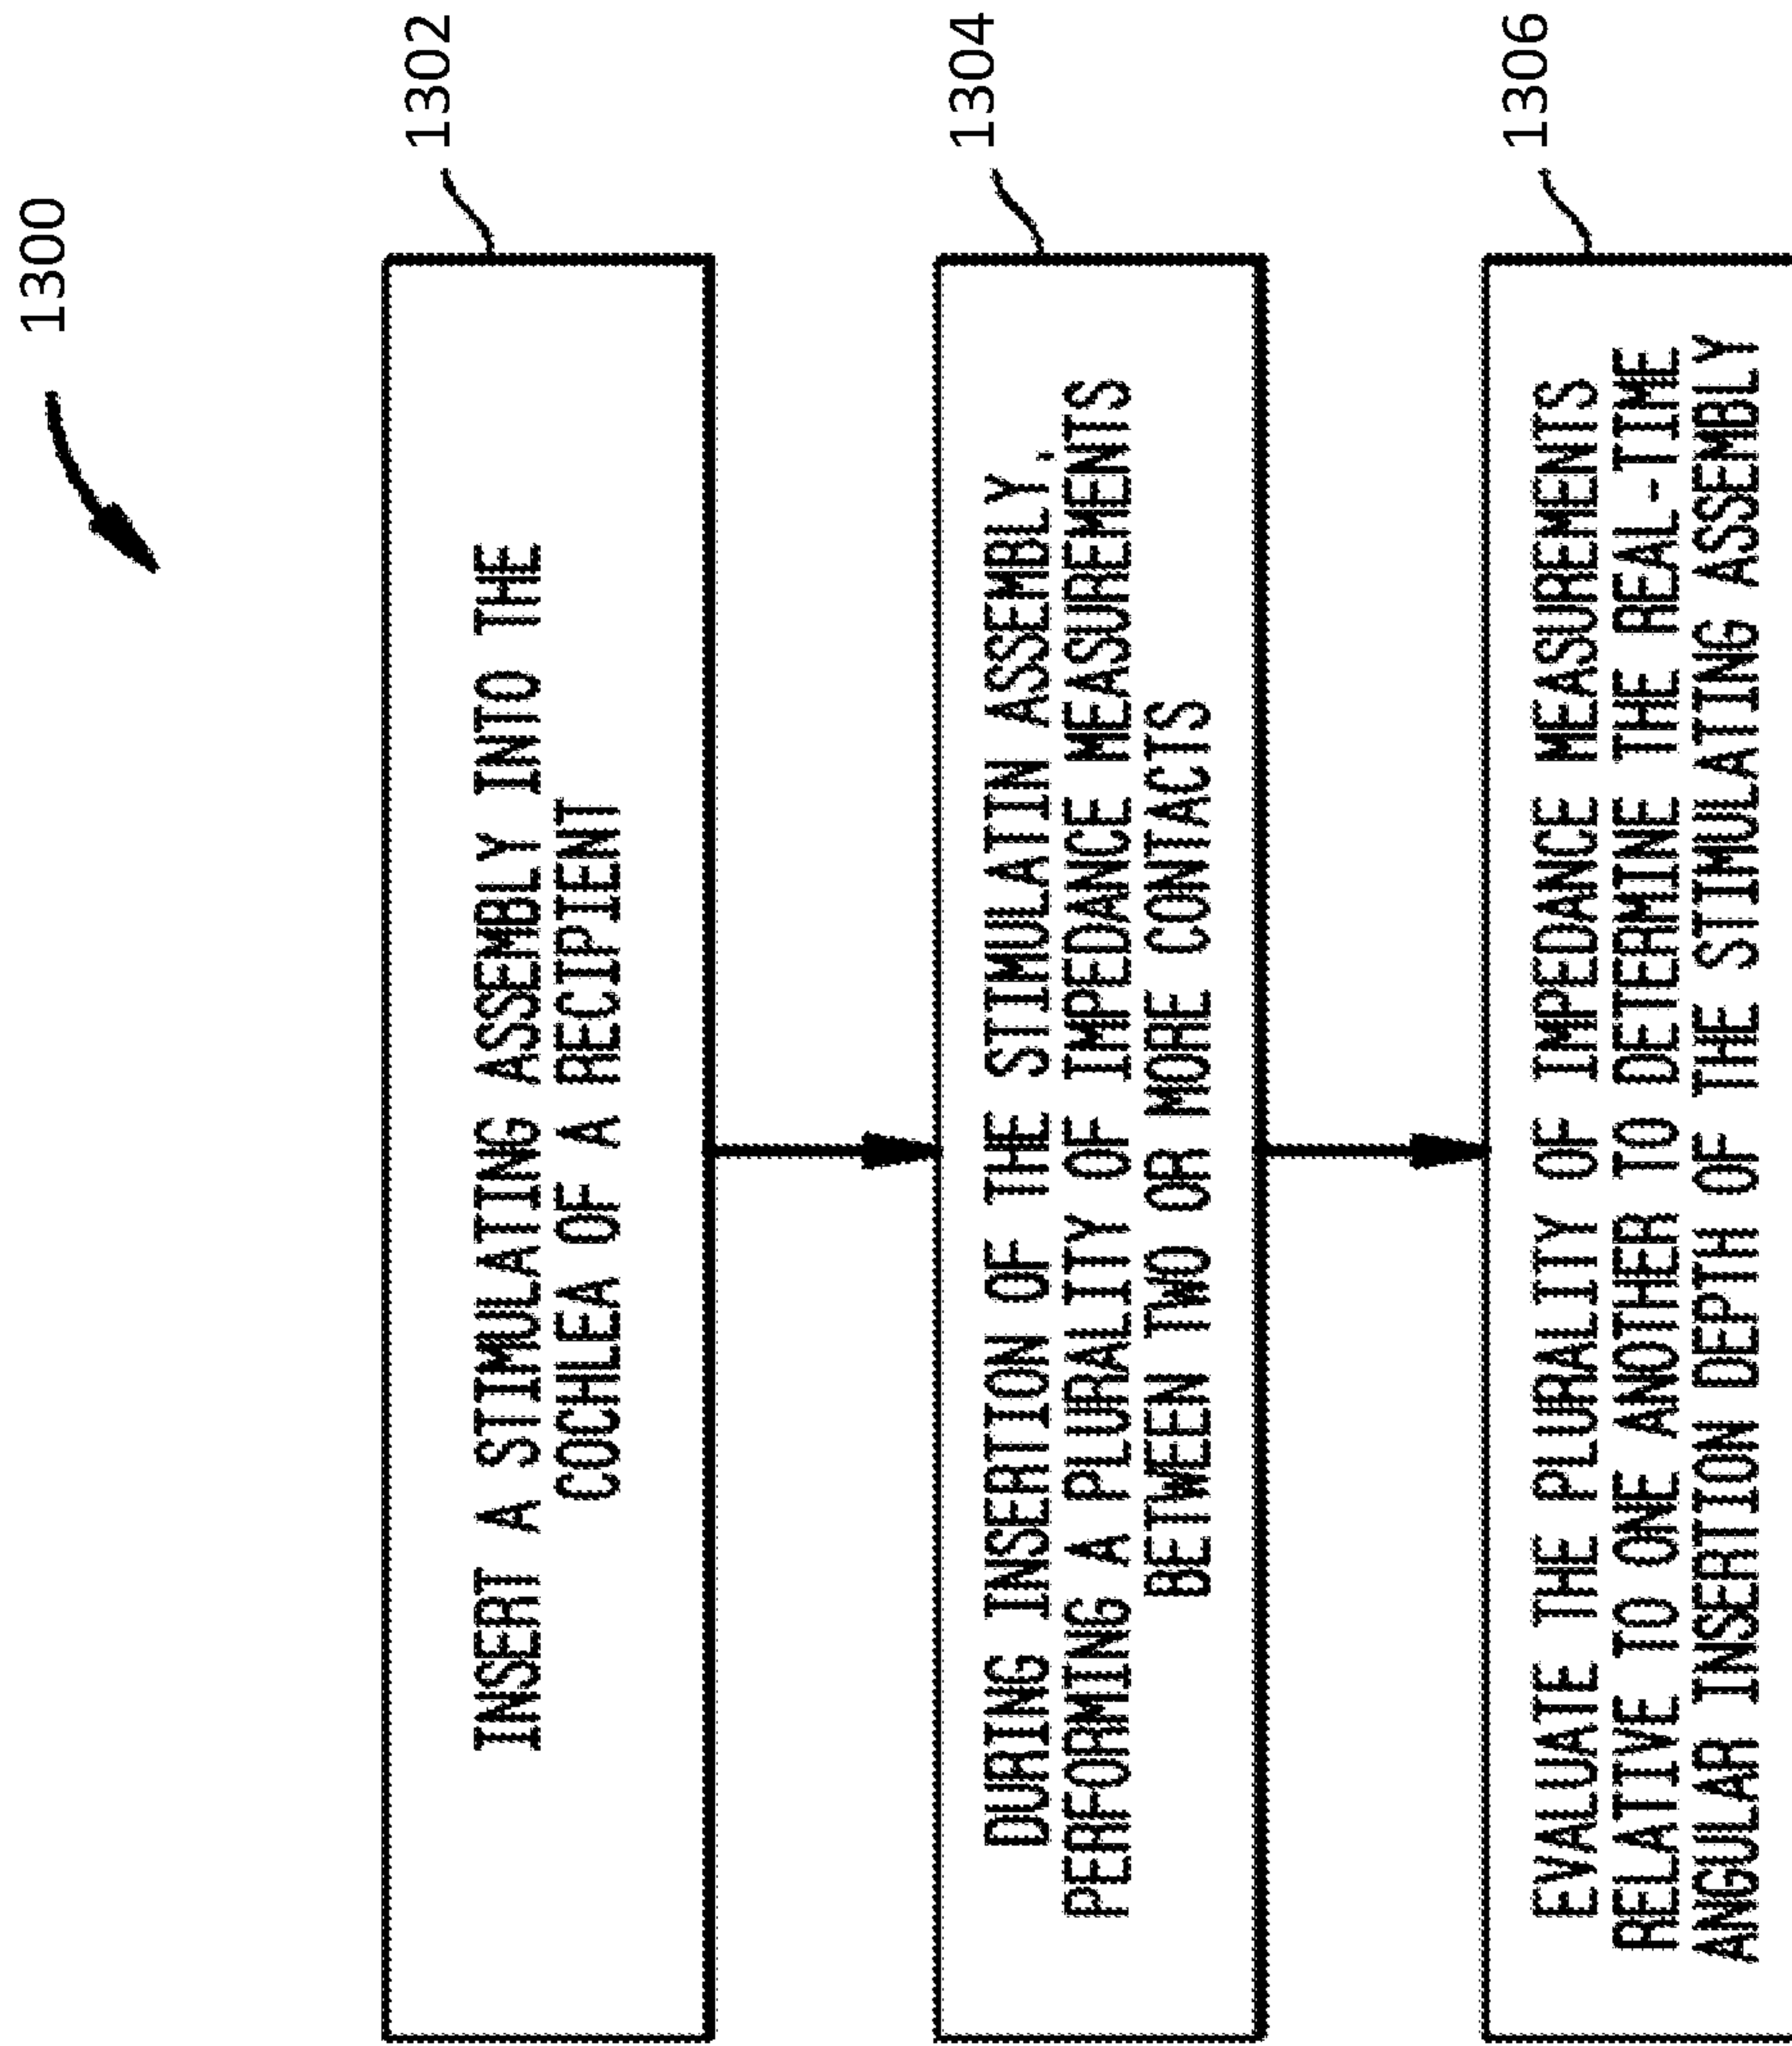 1300
1302
INSERT A STIMULATING ASSEMBLY INTO THE
COCHLEA OF A RECIPIENT
1304
DURING INSERTION OF THE STIMULATIN ASSEMBLY,
PERFORMING A PLURALITY OF IMPEDANCE MEASUREMENTS
BETWEEN TWO OR MORE CONTACTS
1306
EVALUATE THE PLURALITY OF IMPEDANCE MEASUREMENTS
RELATIVE TO ONE ANOTHER TO DETERMINE THE REAL-TIME
ANGULAR INSERTION DEPTH OF THE STIMULATING ASSEMBLY